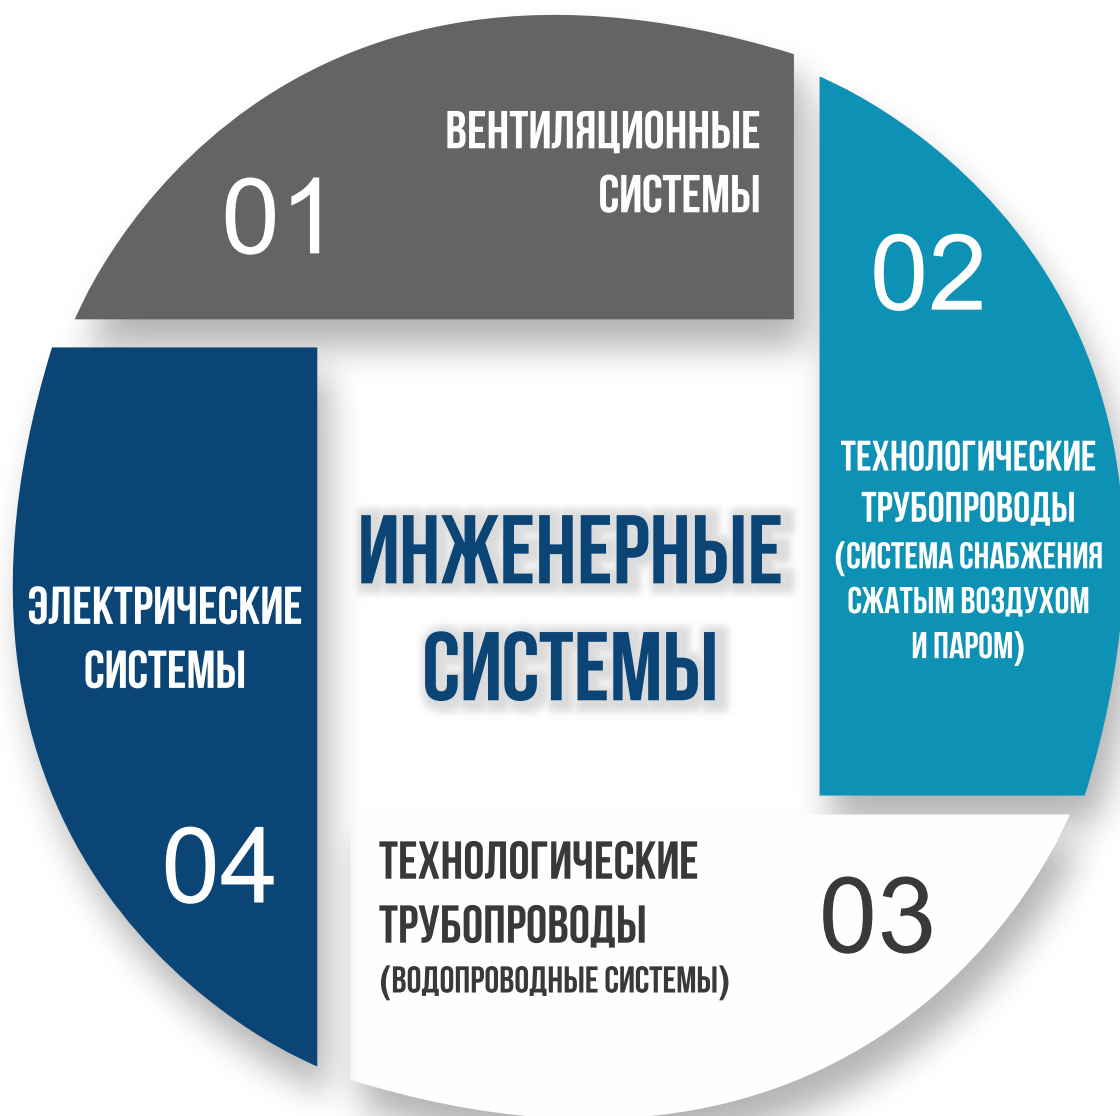 01
ВЕНТИЛЯЦИОННЫЕ
СИСТЕМЫ
02
ТЕХНОЛОГИЧЕСКИЕ
ТРУБОПРОВОДЫ
(СИСТЕМА СНАБЖЕНИЯ
СЖАТЫМ ВОЗДУХОМ
И ПАРОМ)
ИНЖЕНЕРНЫЕ
СИСТЕМЫ
ТЕХНОЛОГИЧЕСКИЕ
ТРУБОПРОВОДЫ
(ВОДОПРОВОДНЫЕ СИСТЕМЫ)
03
ЭЛЕКТРИЧЕСКИЕ
СИСТЕМЫ
04